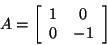 A = [ 1 0
0 −1 ]